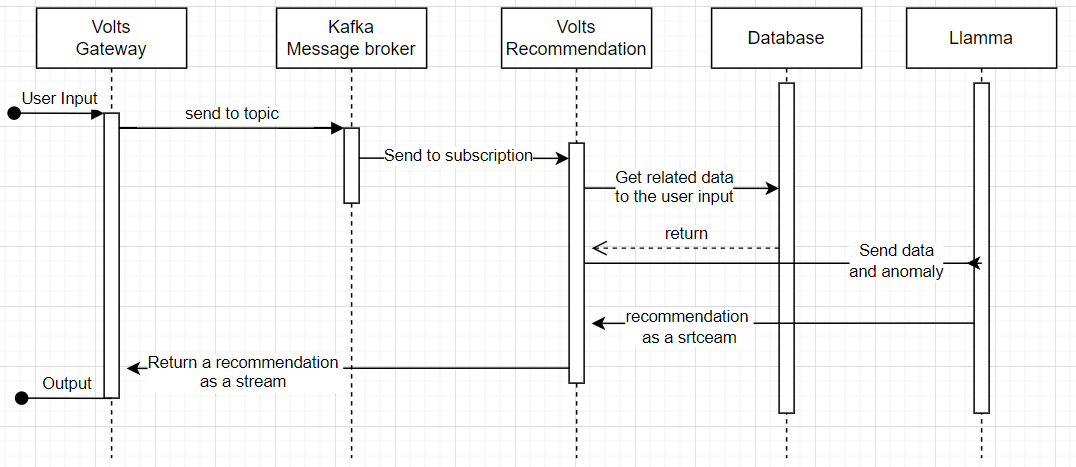 Volts
Gateway
Kafka
Message broker
Volts
Recommendation
Database
Llamma
User Input
send to topic
Send to subscription
Get related data
to the user input
return
Send data
and anomaly
recommendation
as a srtceam
Return a recommendation
as a stream
Output